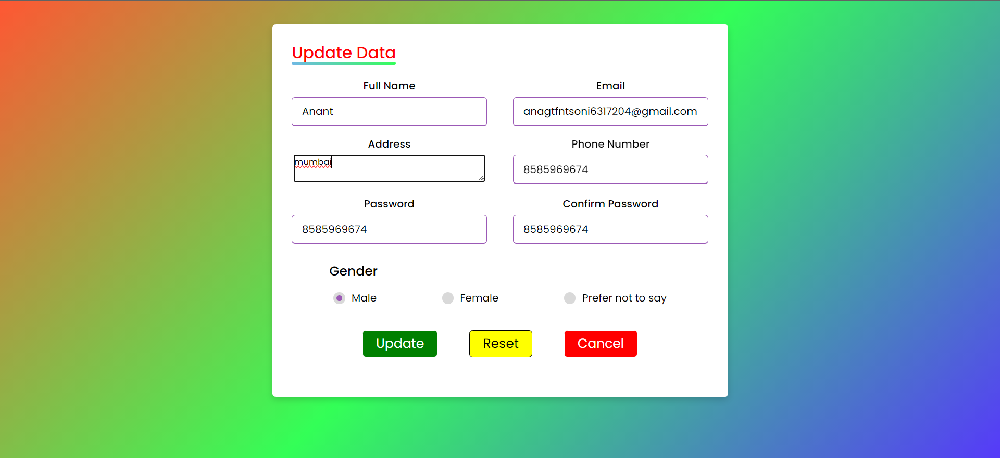 Update Data
Full Name
Email
Anant
anagtfntsoni6317204@gmail.com
Address
Phone Number
mumbai
8585969674
Password
Confirm Password
8585969674
8585969674
Gender
Male
Female
Prefer not to say
Update
Reset
Cancel